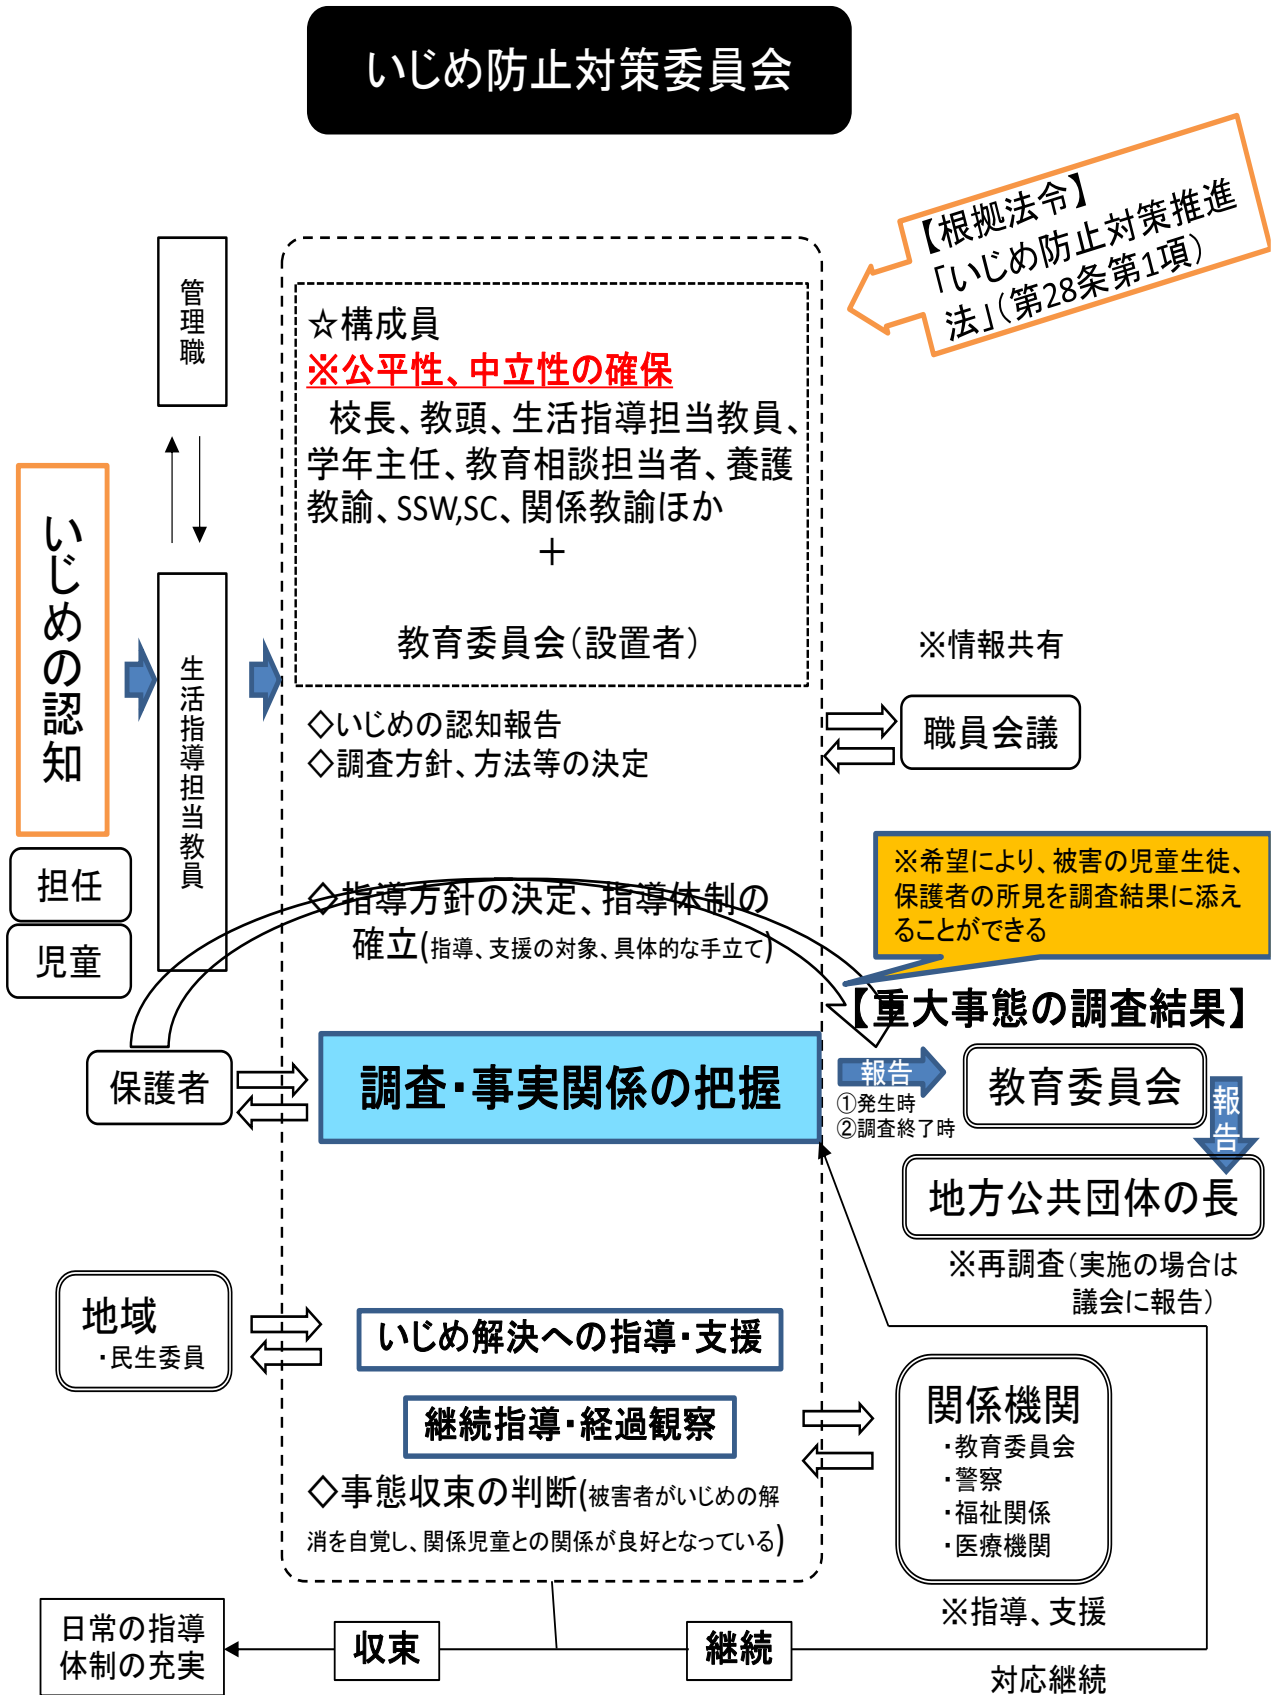 いじめ防止対策委員会
【根拠法令】
「いじめ防止対策推進
法」(第28条第1項)
管理職
☆構成員
※公平性、中立性の確保
校長、教頭、生活指導担当教員、
学年主任、教育相談担当者、養護
教諭、SSW,SC、関係教諭ほか
+
教育委員会(設置者)
いじめの認知
生活指導担当教員
担任
児童
◇いじめの認知報告
◇調査方針、方法等の決定
※情報共有
職員会議
◇指導方針の決定、指導体制の
確立(指導、支援の対象、具体的な手立て)
※希望により、被害の児童生徒、
保護者の所見を調査結果に添え
ることができる
【重大事態の調査結果】
保護者
調査・事実関係の把握
報告
①発生時
②調査終了時
教育委員会
報告
地方公共団体の長
※再調査(実施の場合は
議会に報告)
地域
・民生委員
いじめ解決への指導・支援
継続指導・経過観察
関係機関
・教育委員会
・警察
・福祉関係
・医療機関
※指導、支援
◇事態収束の判断(被害者がいじめの解
消を自覚し、関係児童との関係が良好となっている)
日常の指導
体制の充実
収束
継続
対応継続